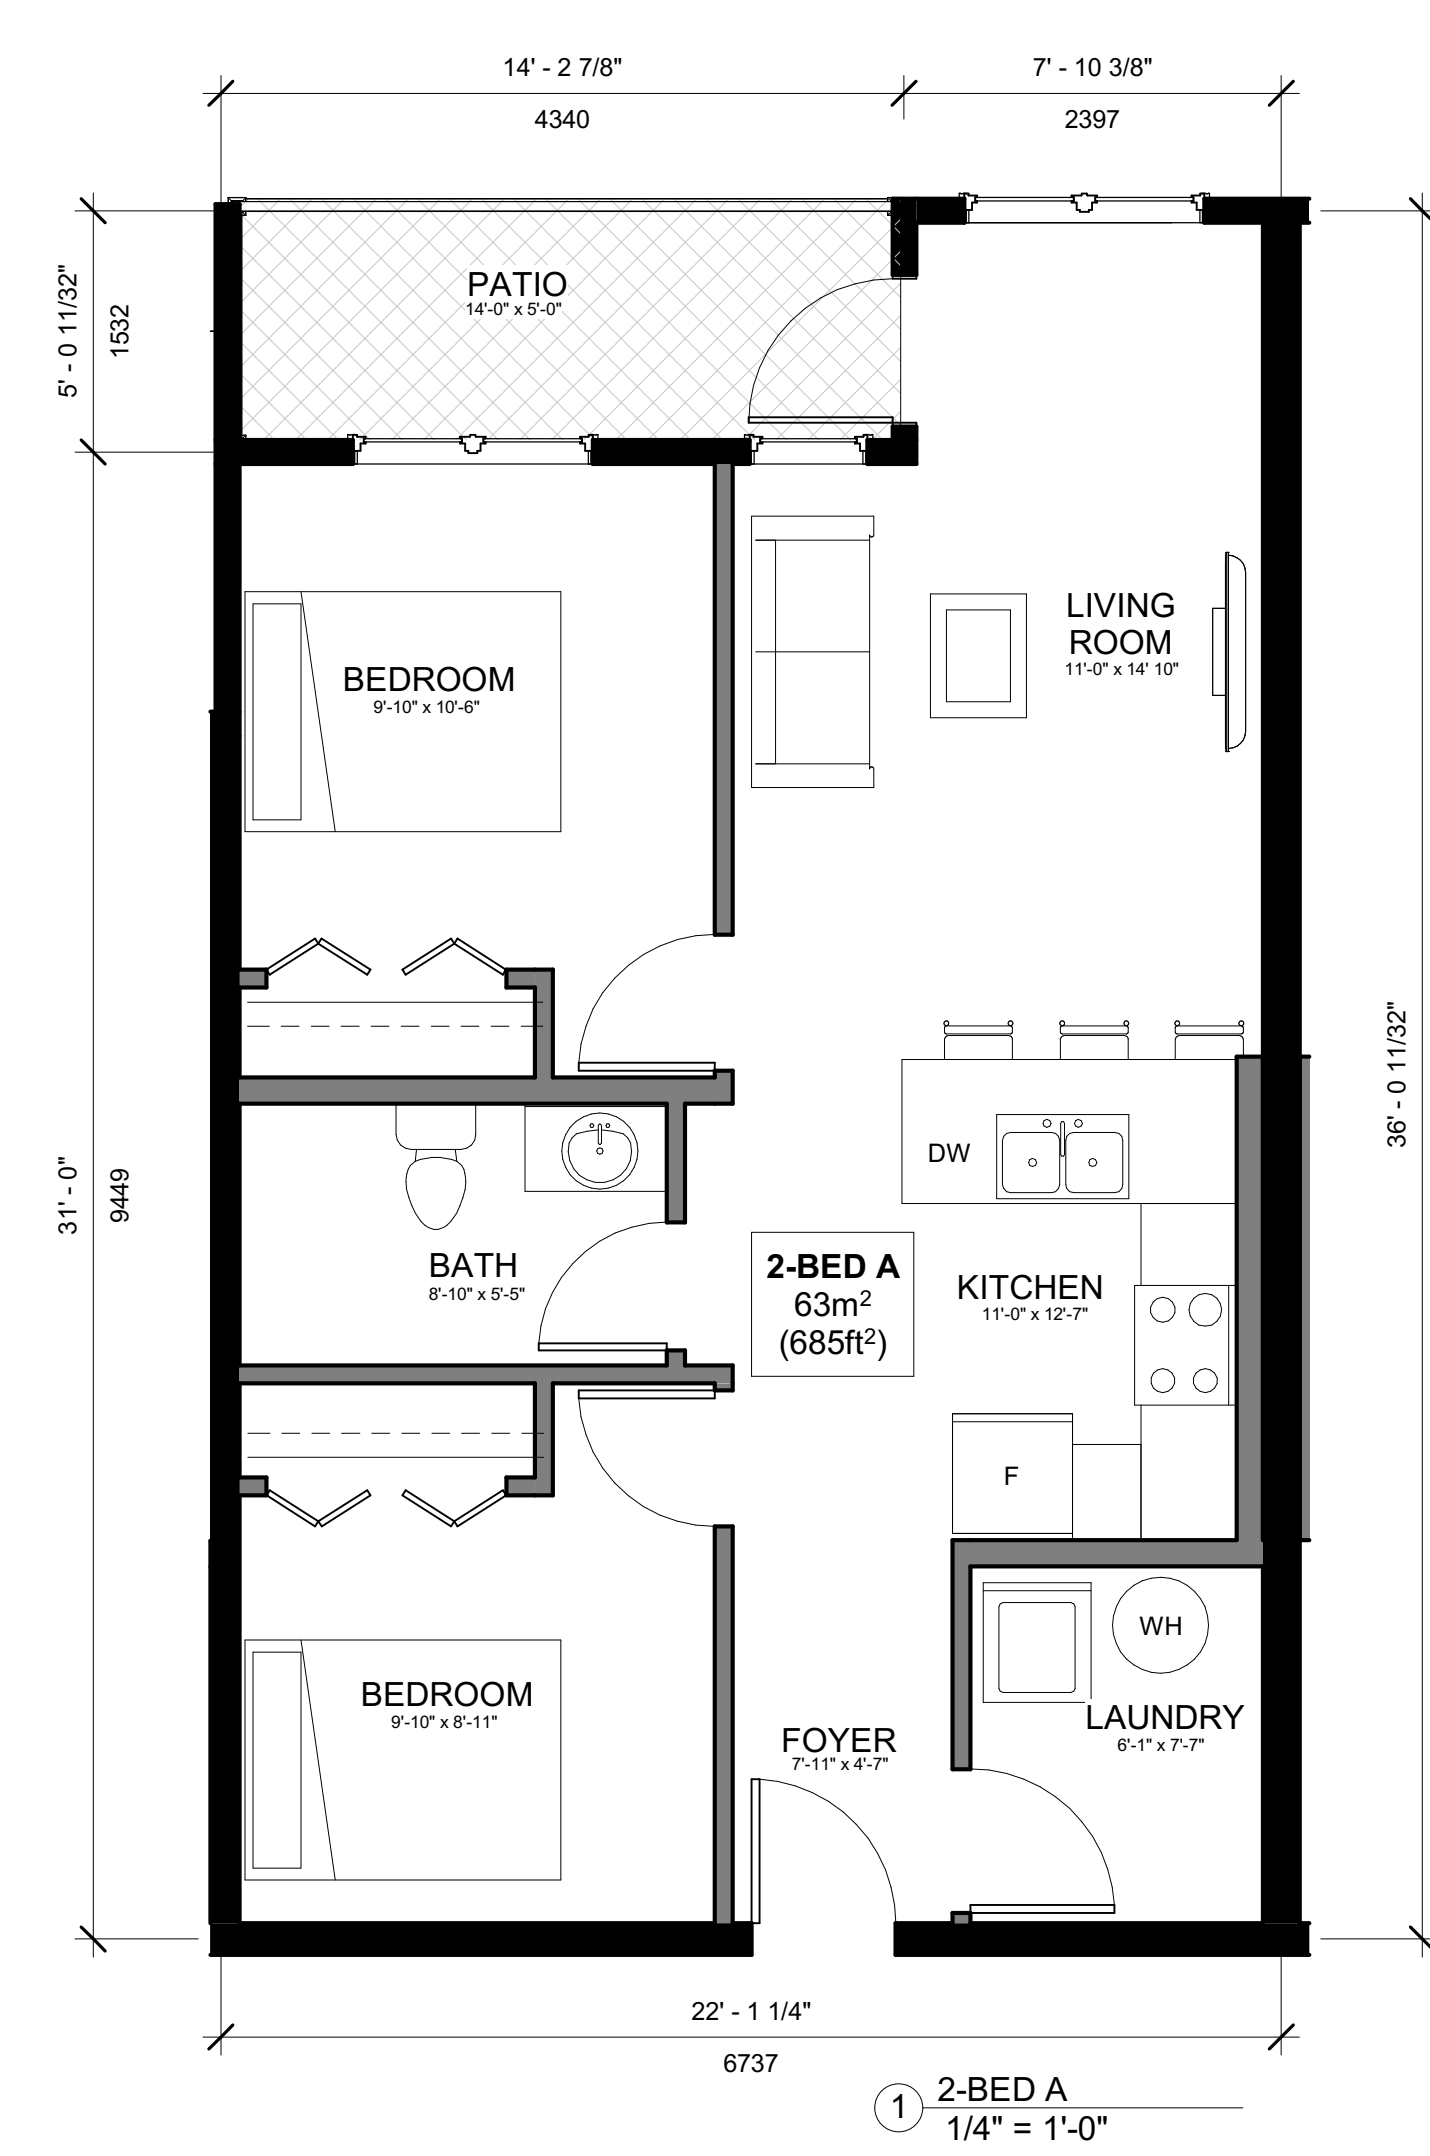 14' - 2 7/8"
7' - 10 3/8"
4340
2397
5' - 0 11/32"
1532
PATIO
14'-0" x 5'-0"
LIVING
ROOM
11'-0" x 14' 10"
BEDROOM
9'-10" x 10'-6"
36' - 0 11/32"
31' - 0"
9449
DW
BATH
8'-10" x 5'-5"
2-BED A
63m²
(685ft²)
KITCHEN
11'-0" x 12'-7"
F
WH
BEDROOM
9'-10" x 8'-11"
FOYER
7'-11" x 4'-7"
LAUNDRY
6'-1" x 7'-7"
22' - 1 1/4"
6737
1
2-BED A
1/4" = 1'-0"